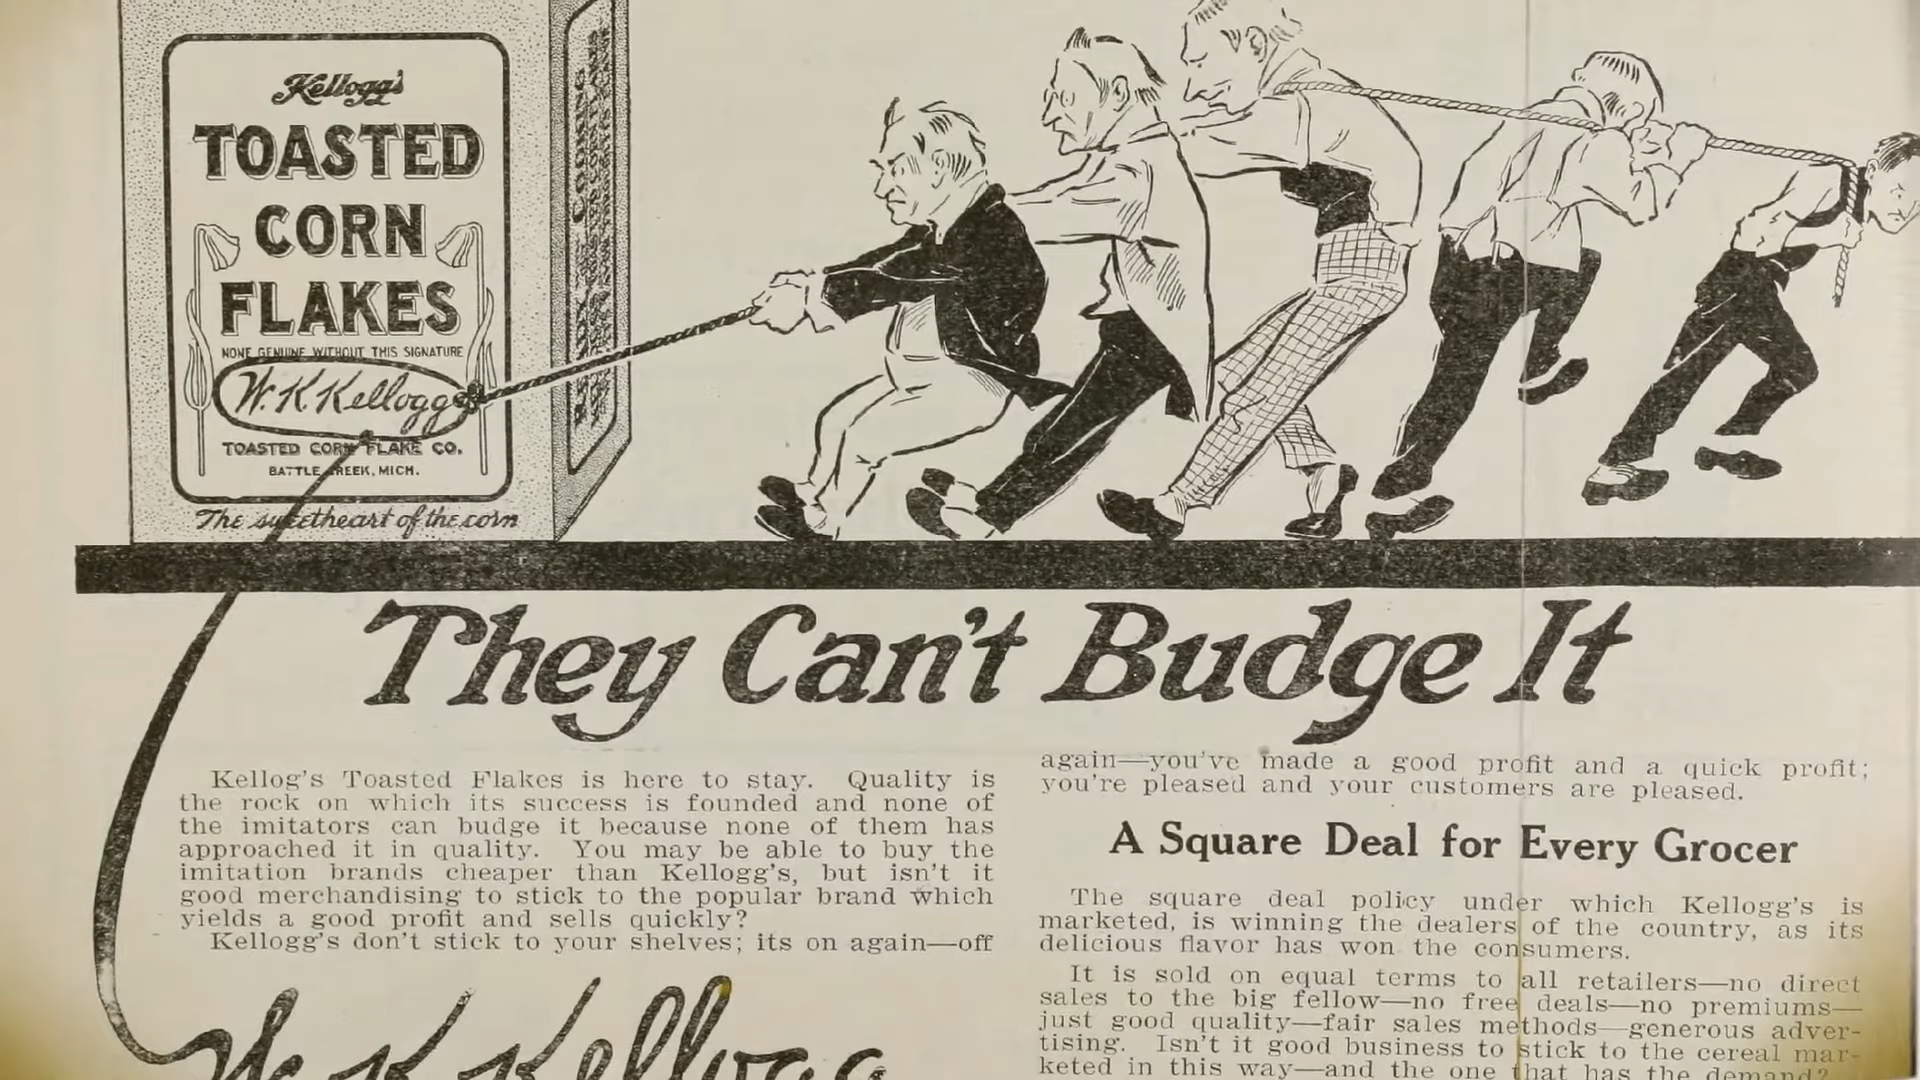 Kellogg's
TOASTED
CORN
FLAKES
NONE GENUINE WITHOUT THIS SIGNATURE
W. K. Kellogg
TOASTED CORN FLAKE CO.
BATTLE CREEK, MICH.
The sweetheart of the corn
They Can't Budge It
Kellog's Toasted Flakes is here to stay. Quality is
the rock on which its success is founded and none of
the imitators can budge it because none of them has
approached it in quality. You may be able to buy the
imitation brands cheaper than Kellogg's, but isn't it
good merchandising to stick to the popular brand which
yields a good profit and sells quickly?
Kellogg's don't stick to your shelves; its on again—off
W. K. Kellogg
again—you've made a good profit and a quick profit;
you're pleased and your customers are pleased.
A Square Deal for Every Grocer
The square deal policy under which Kellogg's is
marketed, is winning the dealers of the country, as its
delicious flavor has won the consumers.
It is sold on equal terms to all retailers—no direct
sales to the big fellow—no free deals—no premiums—
just good quality—fair sales methods—generous adver-
tising. Isn't it good business to stick to the cereal mar-
keted in this way—and the one that has the demand?